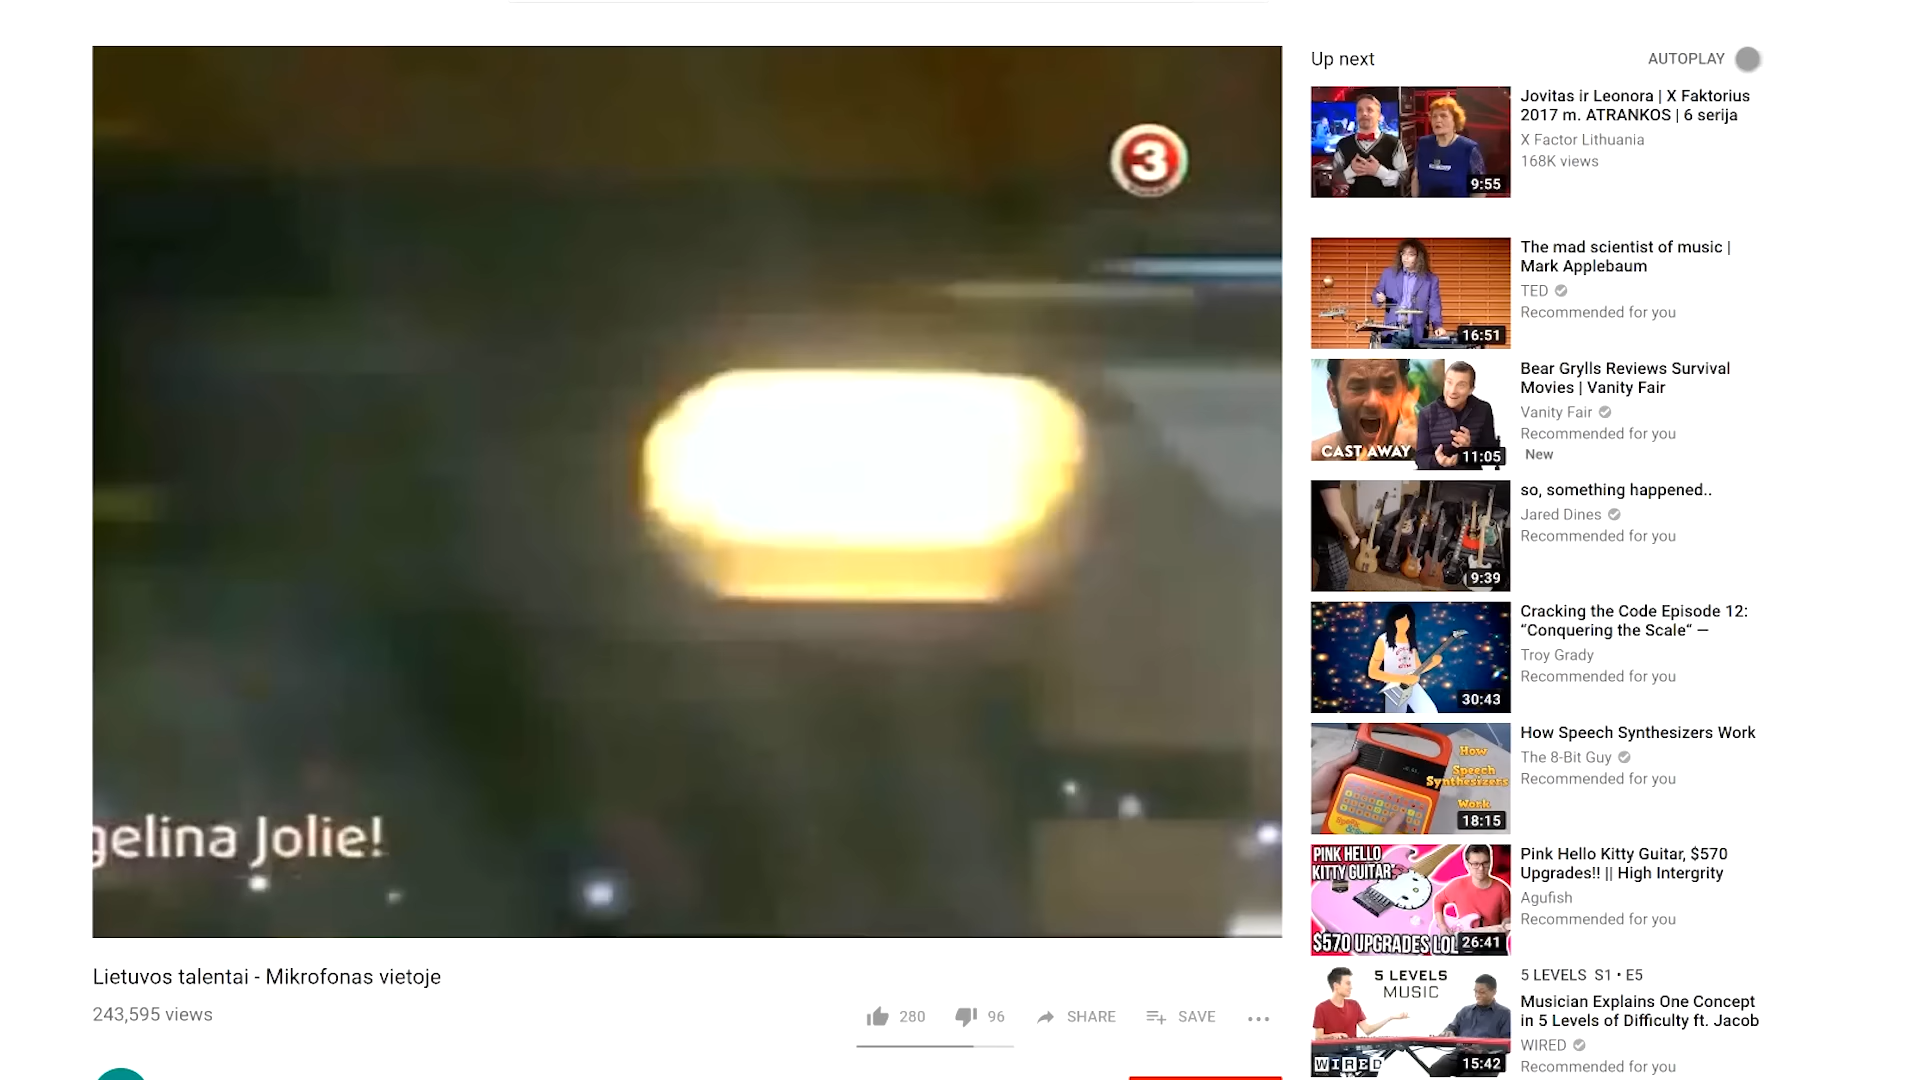 3
gelina Jolie!
Lietuvos talentai - Mikrofonas vietoje
243,595 views
280
96
SHARE
SAVE
Up next
AUTOPLAY
9:55
Jovitas ir Leonora | X Faktorius
2017 m. ATRANKOS | 6 serija
X Factor Lithuania
168K views
16:51
The mad scientist of music |
Mark Applebaum
TED
Recommended for you
CAST AWAY
11:05
Bear Grylls Reviews Survival
Movies | Vanity Fair
Vanity Fair
Recommended for you
New
9:39
so, something happened..
Jared Dines
Recommended for you
30:43
Cracking the Code Episode 12:
“Conquering the Scale“ —
Troy Grady
Recommended for you
How
Speech
Synthesizers
Work
18:15
How Speech Synthesizers Work
The 8-Bit Guy
Recommended for you
PINK HELLO
KITTY GUITAR
$570 UPGRADES LOL
26:41
Pink Hello Kitty Guitar, $570
Upgrades!! || High Intergrity
Agufish
Recommended for you
5 LEVELS
MUSIC
WIRED
15:42
5 LEVELS S1 • E5
Musician Explains One Concept
in 5 Levels of Difficulty ft. Jacob
WIRED
Recommended for you